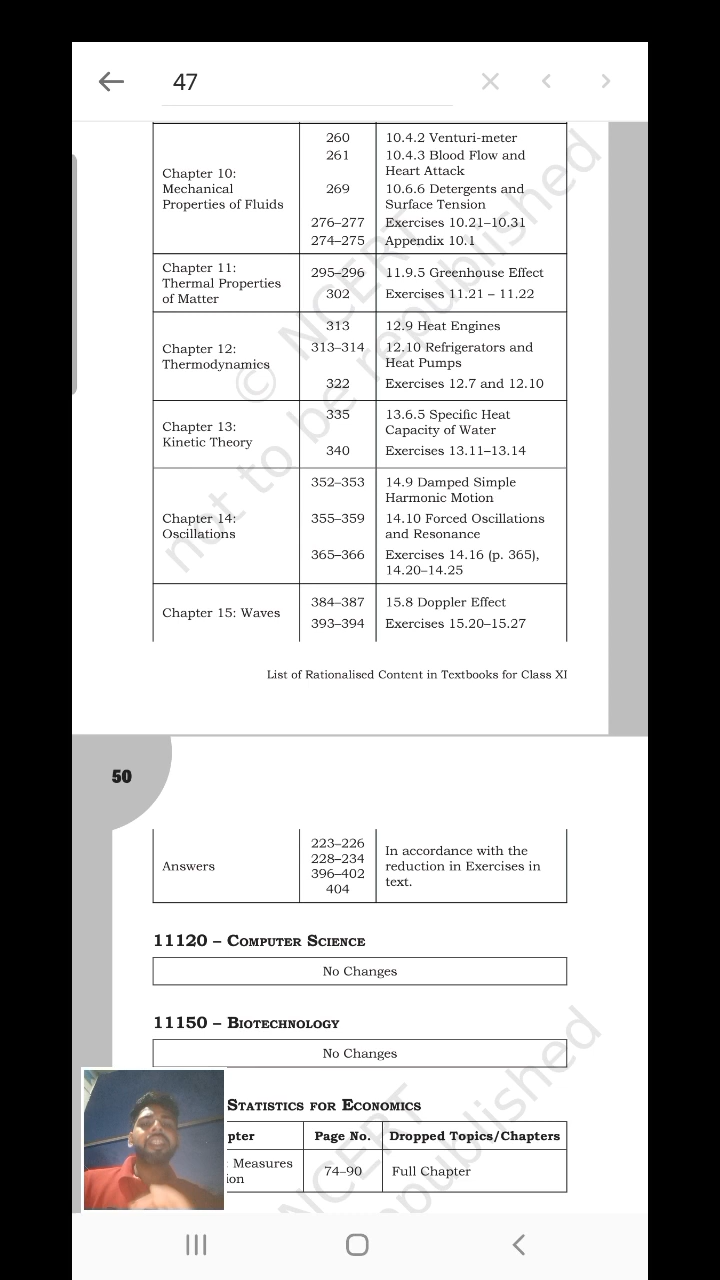 47
260 10.4.2 Venturi-meter
261 10.4.3 Blood Flow and
Heart Attack
Chapter 10:
Mechanical
Properties of Fluids
269 10.6.6 Detergents and
Surface Tension
276–277 Exercises 10.21–10.31
274–275 Appendix 10.1
Chapter 11:
Thermal Properties
of Matter
295–296 11.9.5 Greenhouse Effect
302 Exercises 11.21 – 11.22
Chapter 12:
Thermodynamics
313 12.9 Heat Engines
313–314 12.10 Refrigerators and
Heat Pumps
322 Exercises 12.7 and 12.10
Chapter 13:
Kinetic Theory
335 13.6.5 Specific Heat
Capacity of Water
340 Exercises 13.11–13.14
Chapter 14:
Oscillations
352–353 14.9 Damped Simple
Harmonic Motion
355–359 14.10 Forced Oscillations
and Resonance
365–366 Exercises 14.16 (p. 365),
14.20–14.25
Chapter 15: Waves
384–387 15.8 Doppler Effect
393–394 Exercises 15.20–15.27
© NCERT
not to be republished
List of Rationalised Content in Textbooks for Class XI
50
Answers
223–226
228–234
396–402
404
In accordance with the
reduction in Exercises in
text.
11120 – Computer Science
No Changes
11150 – Biotechnology
No Changes
Statistics for Economics
pter Page No. Dropped Topics/Chapters
: Measures
ion
74–90 Full Chapter
NCERT
epublished